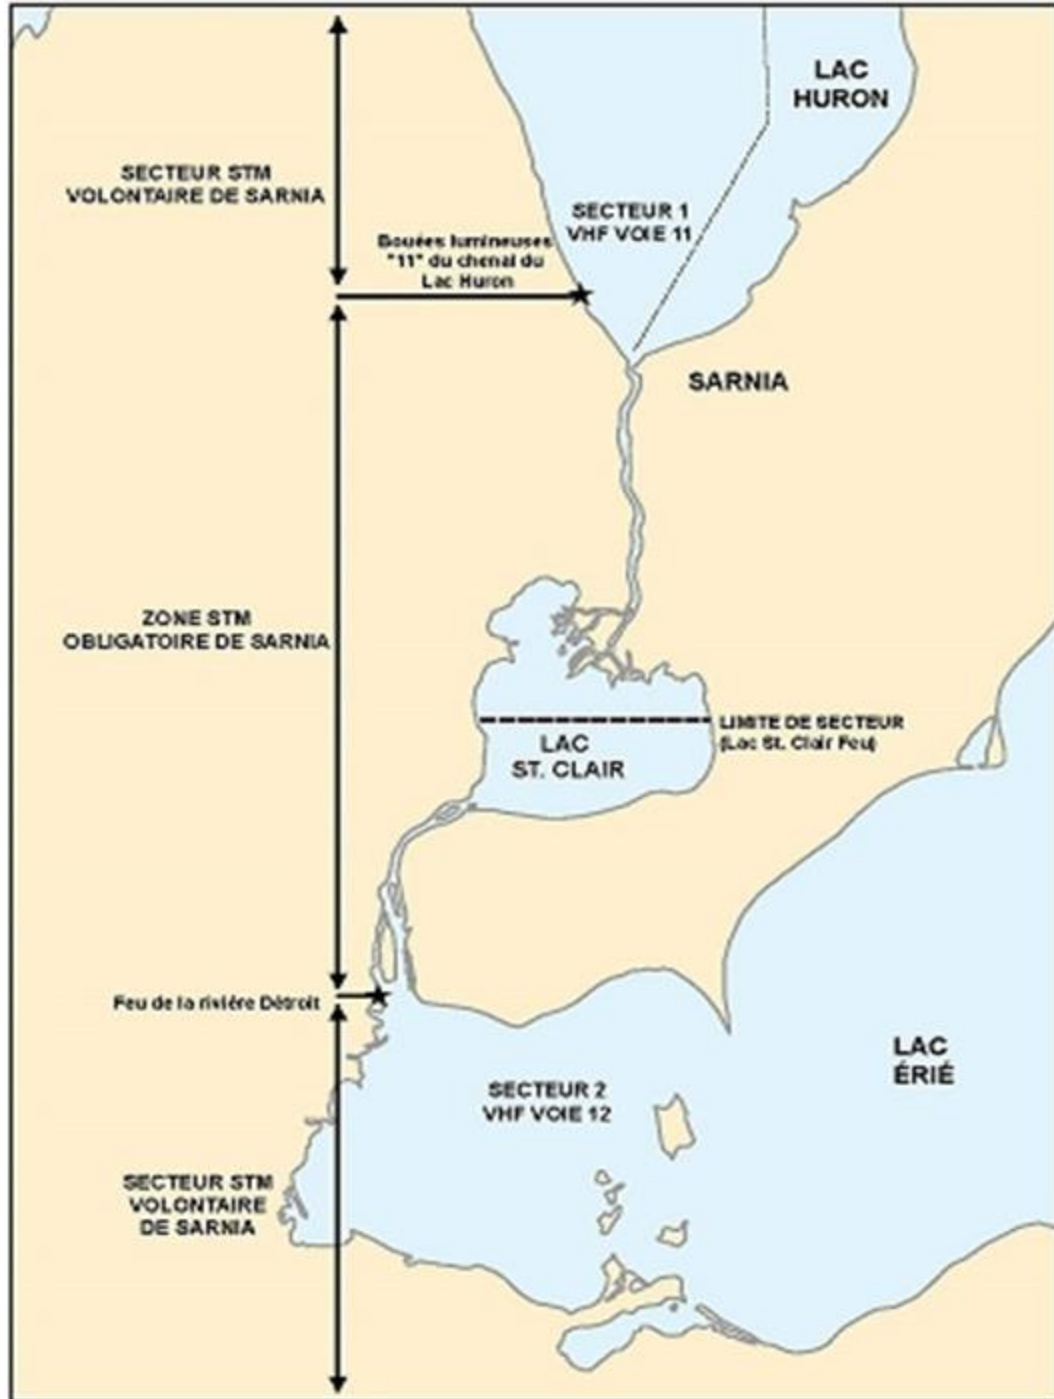 LAC
HURON
SECTEUR STM
VOLONTAIRE DE SARNIA
SECTEUR 1
VHF VOIE 11
Bouées lumineuses
"11" du chenal du
Lac Huron
SARNIA
ZONE STM
OBLIGATOIRE DE SARNIA
LIMITE DE SECTEUR
(Lac St. Clair Feu)
LAC
ST. CLAIR
Feu de la rivière Détroit
LAC
ÉRIÉ
SECTEUR 2
VHF VOIE 12
SECTEUR STM
VOLONTAIRE
DE SARNIA